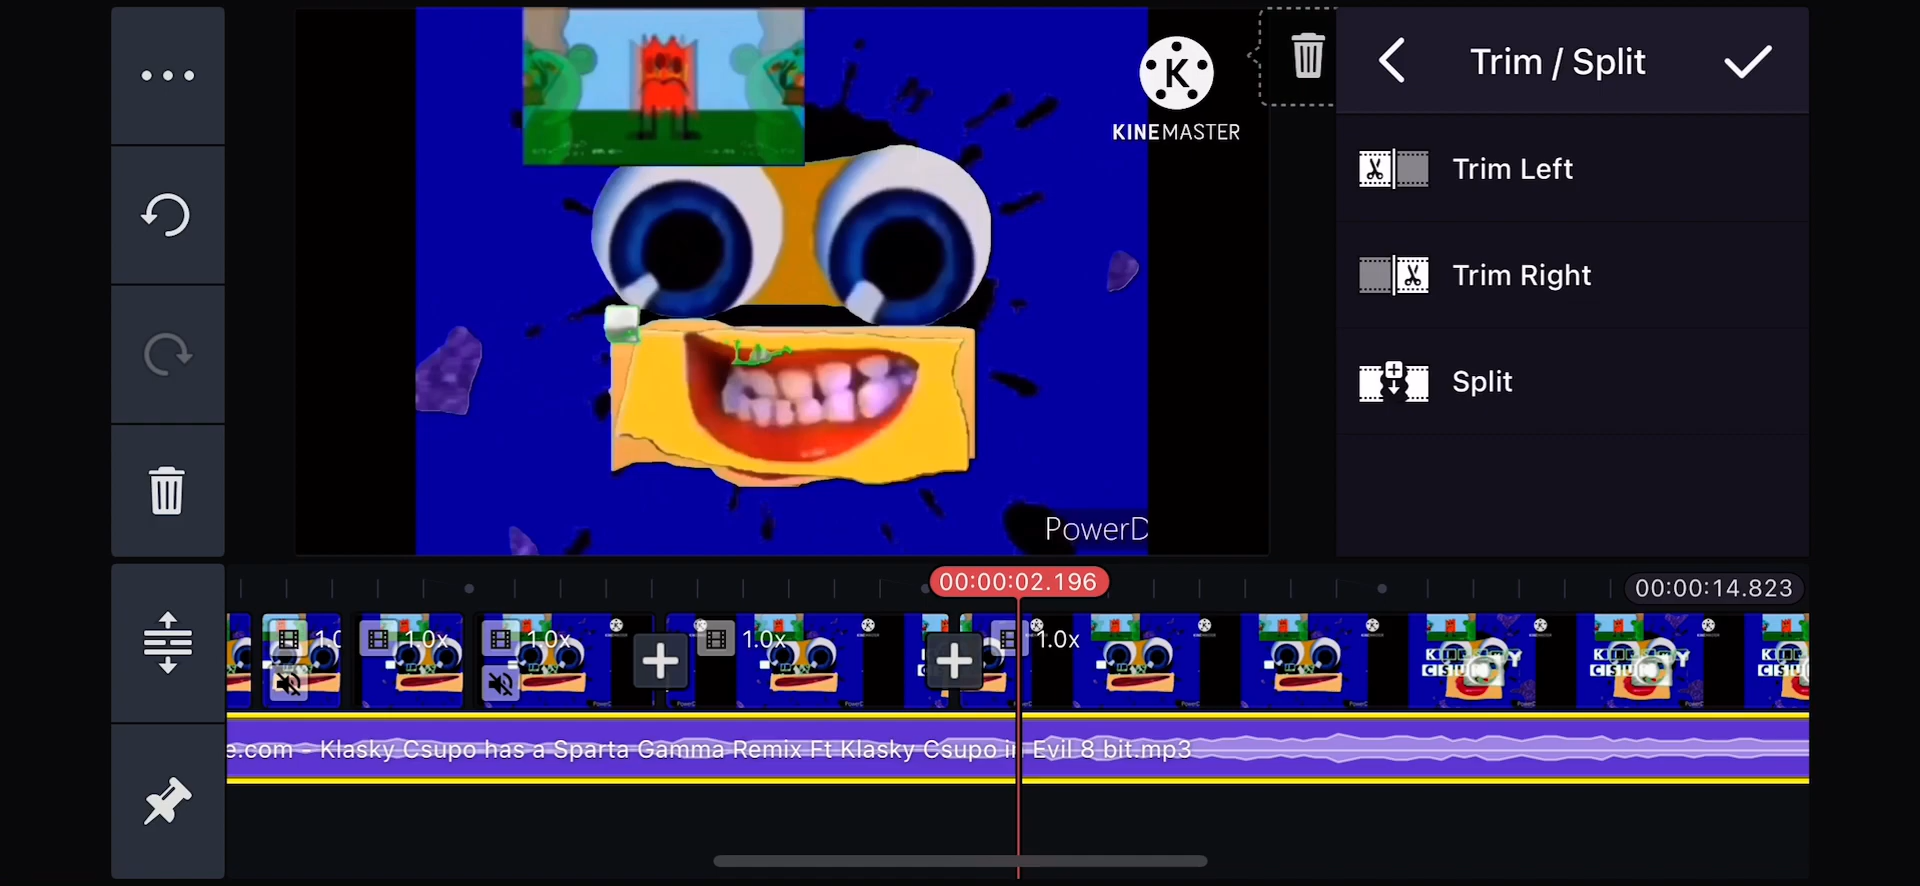 K
KINEMASTER
Trim / Split
Trim Left
Trim Right
Split
PowerD
00:00:02.196
00:00:14.823
1.0
1.0x
1.0x
1.0x
1.0x
e.com – Klasky Csupo has a Sparta Gamma Remix Ft Klasky Csupo in Evil 8 bit.mp3